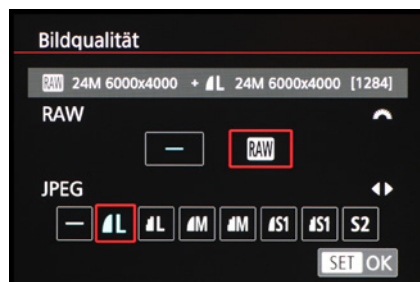 Bildqualität
RAW 24M 6000x4000 + L 24M 6000x4000 [1284]
RAW
— RAW
JPEG
— L L M M S1 S1 S2
SET OK